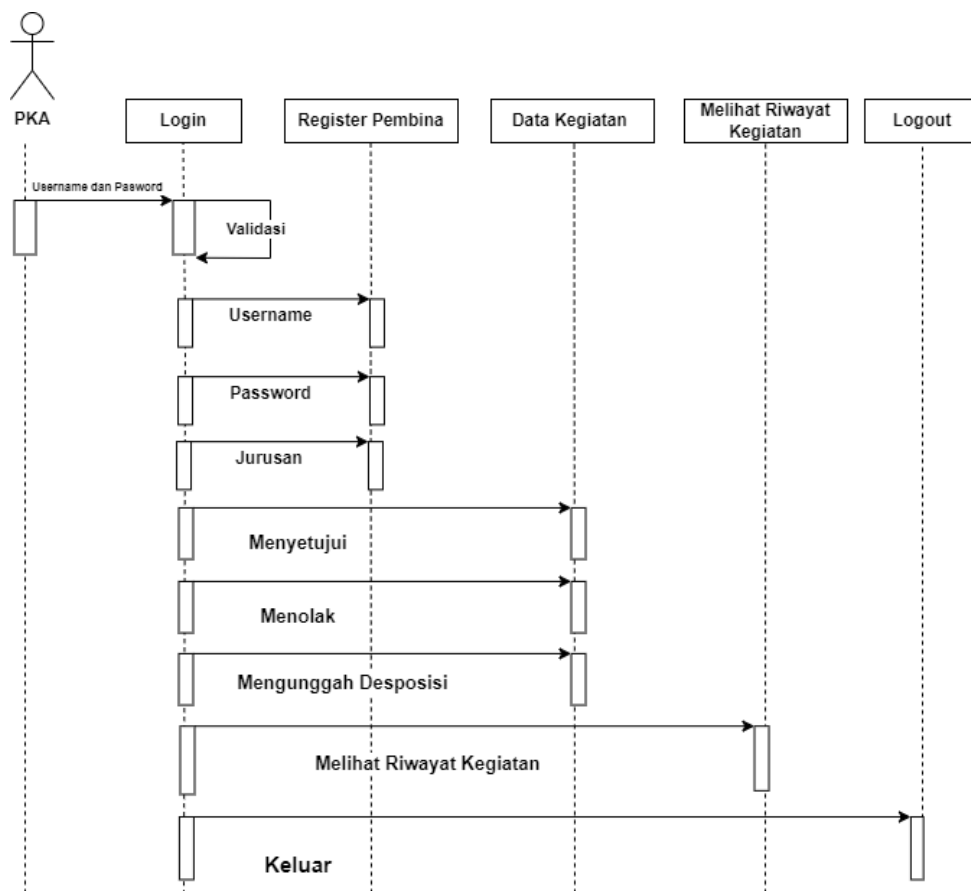 PKA
Login
Register Pembina
Data Kegiatan
Melihat Riwayat
Kegiatan
Logout
Username dan Pasword
Validasi
Username
Password
Jurusan
Menyetujui
Menolak
Mengunggah Desposisi
Melihat Riwayat Kegiatan
Keluar